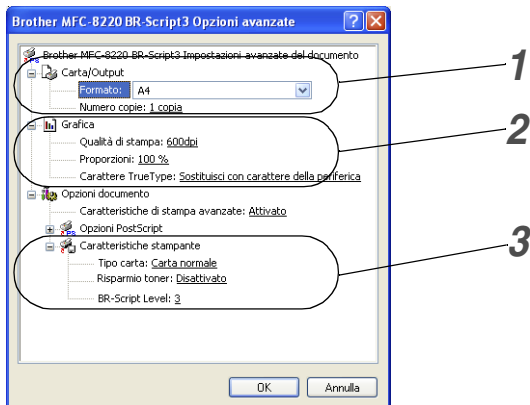 Brother MFC-8220 BR-Script3 Opzioni avanzate
Brother MFC-8220 BR-Script3 Impostazioni avanzate del documento
Carta/Output
Formato: A4
Numero copie: 1 copia
Grafica
Qualità di stampa: 600dpi
Proporzioni: 100 %
Carattere TrueType: Sostituisci con carattere della periferica
Opzioni documento
Caratteristiche di stampa avanzate: Attivato
Opzioni PostScript
Caratteristiche stampante
Tipo carta: Carta normale
Risparmio toner: Disattivato
BR-Script Level: 3
OK
Annulla
1
2
3